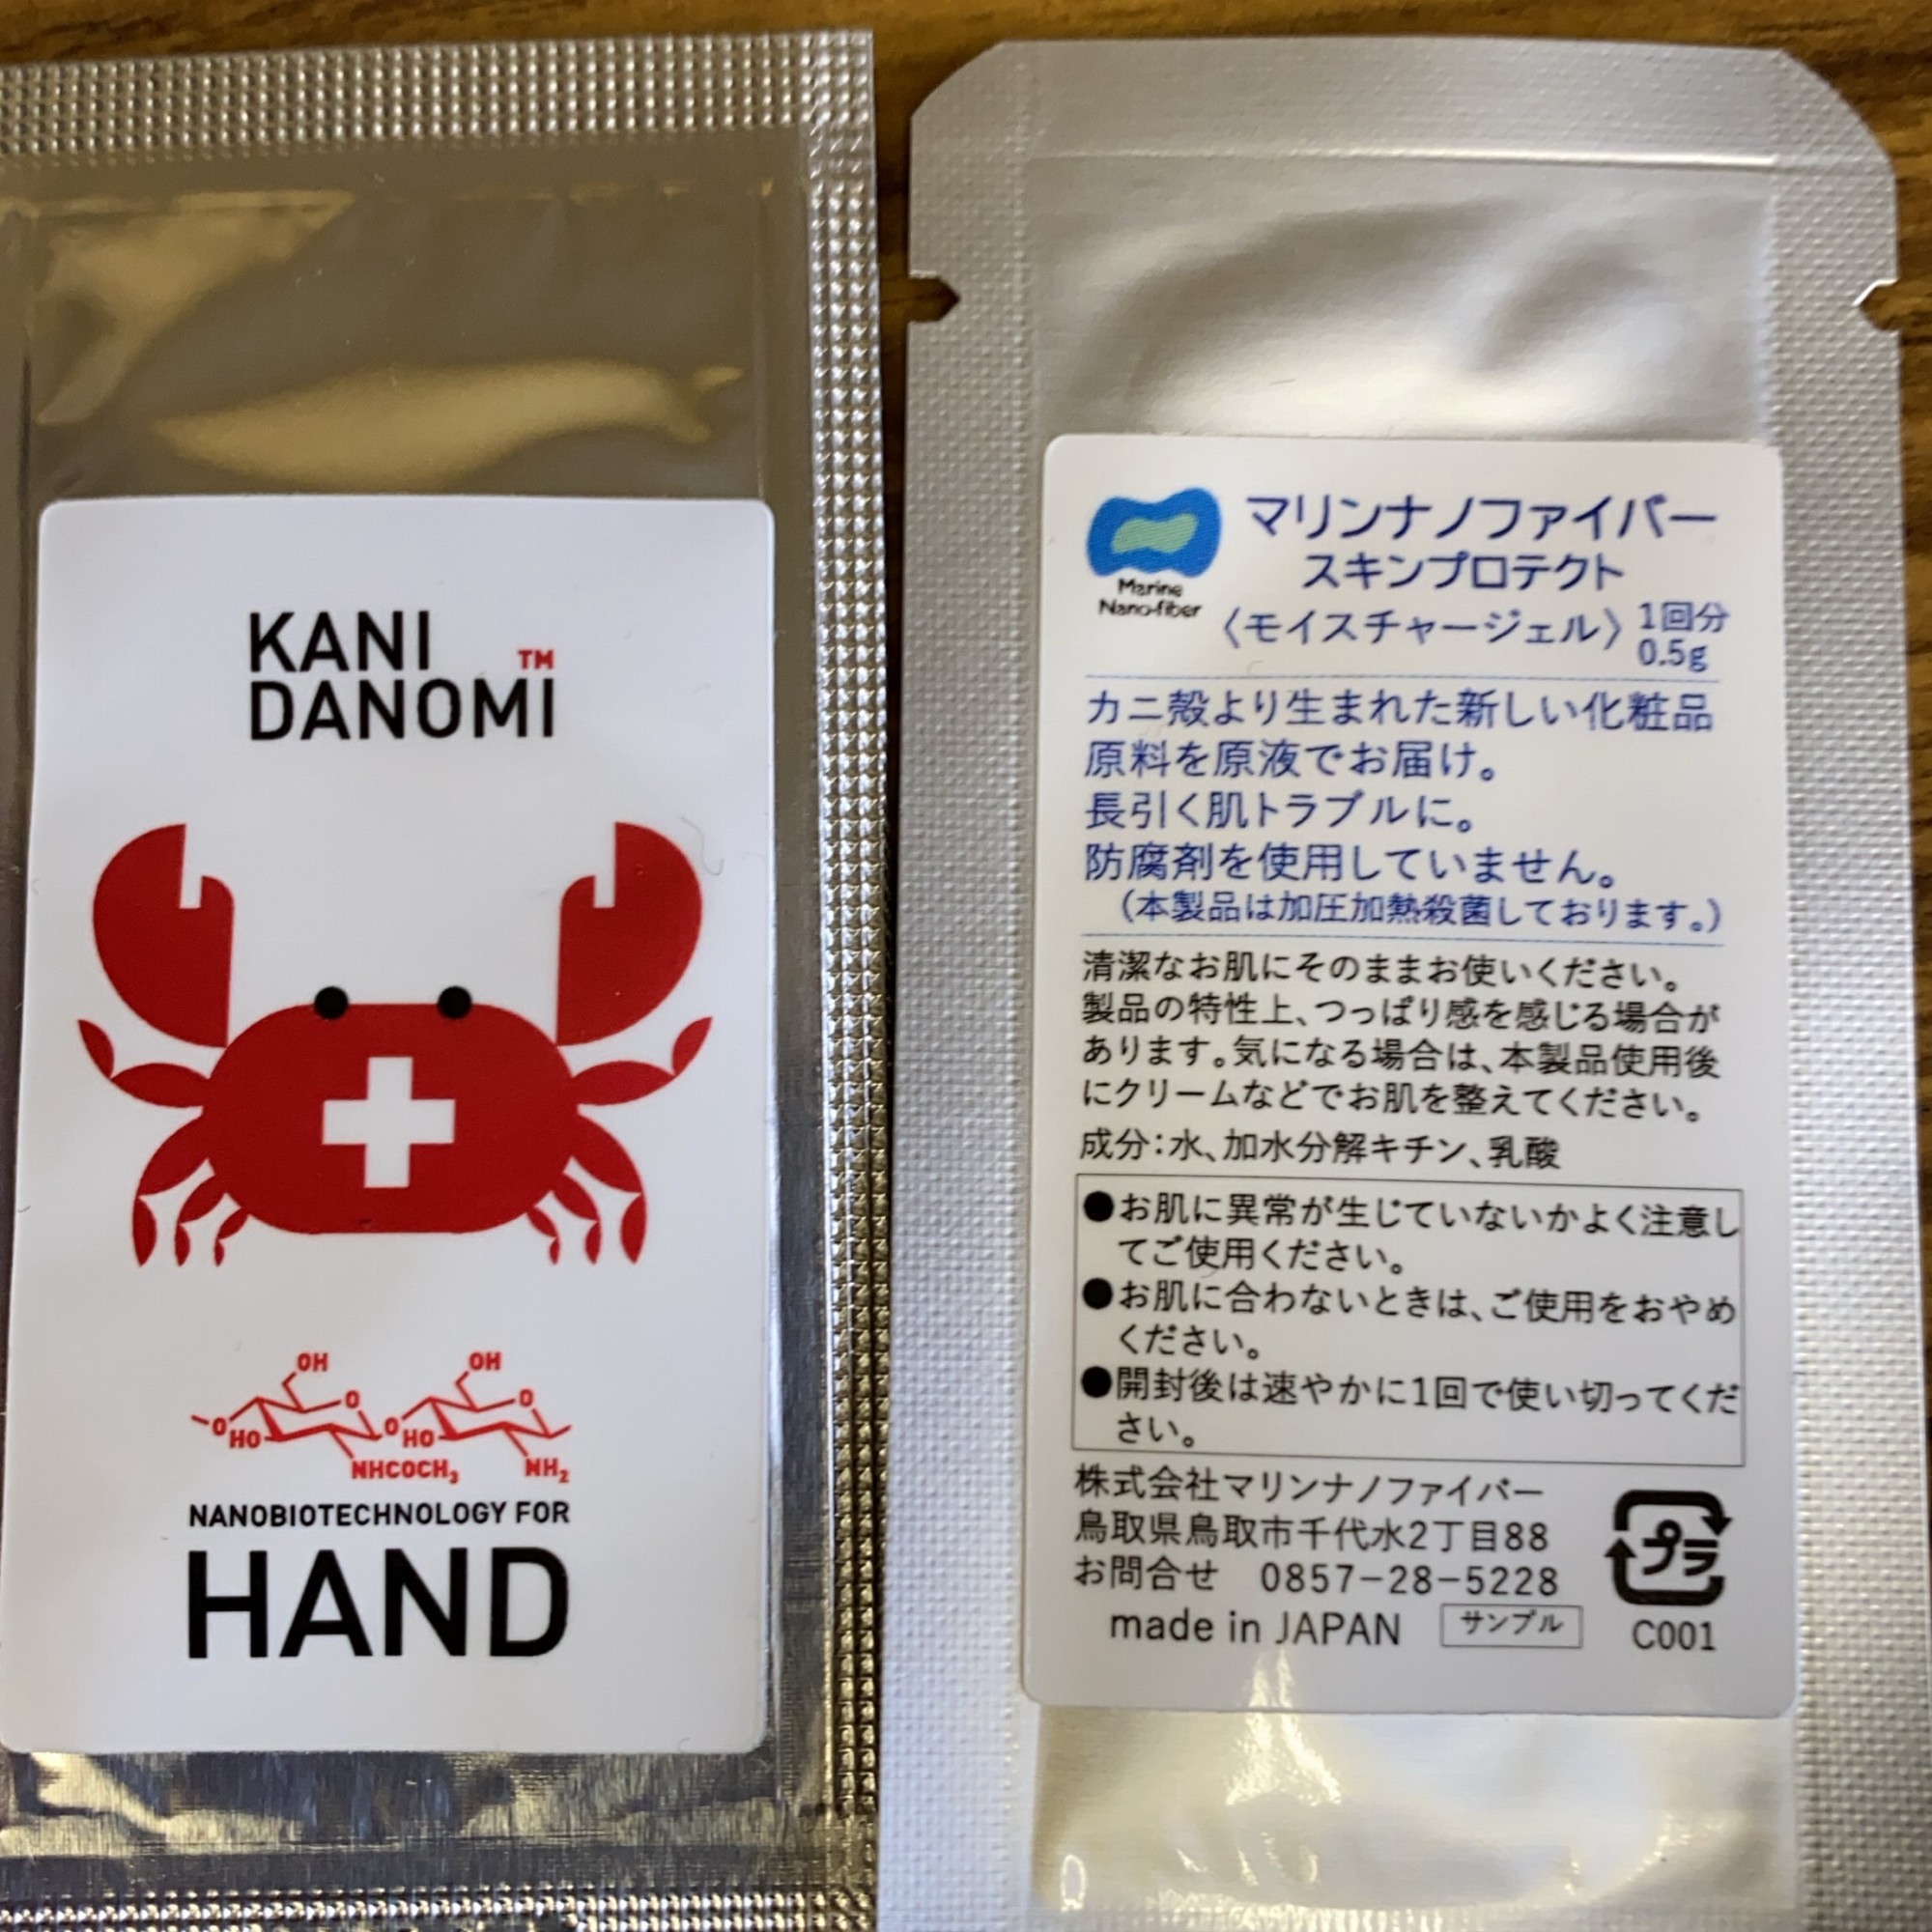 KANI
DANOMI™
OH OH
O O O O
HO HO
NHCOCH₃ NH₂
NANOBIOTECHNOLOGY FOR
HAND
Marine
Nano-fiber
マリンナノファイバー
スキンプロテクト
〈モイスチャージェル〉1回分
0.5g
カニ殻より生まれた新しい化粧品
原料を原液でお届け。
長引く肌トラブルに。
防腐剤を使用していません。
（本製品は加圧加熱殺菌しております。）
清潔なお肌にそのままお使いください。
製品の特性上、つっぱり感を感じる場合が
あります。気になる場合は、本製品使用後
にクリームなどでお肌を整えてください。
成分：水、加水分解キチン、乳酸
●お肌に異常が生じていないかよく注意し
てご使用ください。
●お肌に合わないときは、ご使用をおやめ
ください。
●開封後は速やかに1回で使い切ってくだ
さい。
株式会社マリンナノファイバー
鳥取県鳥取市千代水2丁目88
お問合せ 0857-28-5228
made in JAPAN サンプル
プラ
C001